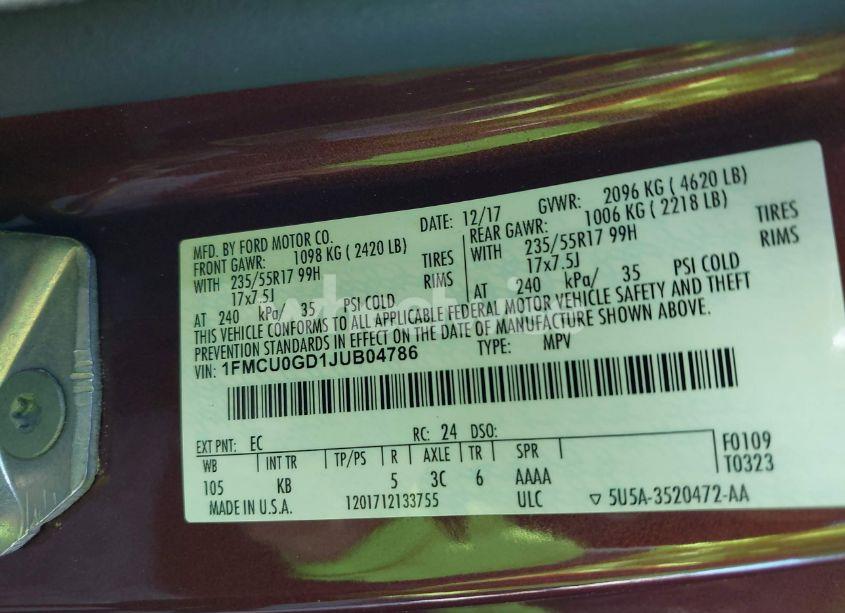 MFD. BY FORD MOTOR CO. DATE: 12/17 GVWR: 2096 KG ( 4620 LB)
FRONT GAWR: 1098 KG ( 2420 LB) REAR GAWR: 1006 KG ( 2218 LB)
WITH 235/55R17 99H TIRES WITH 235/55R17 99H TIRES
17x7.5J RIMS 17x7.5J RIMS
AT 240 kPa/ 35 PSI COLD AT 240 kPa/ 35 PSI COLD
THIS VEHICLE CONFORMS TO ALL APPLICABLE FEDERAL MOTOR VEHICLE SAFETY AND THEFT
PREVENTION STANDARDS IN EFFECT ON THE DATE OF MANUFACTURE SHOWN ABOVE.
VIN: 1FMCU0GD1JUB04786 TYPE: MPV
EXT PNT: EC RC: 24 DSO: F0109
WB INT TR TP/PS R AXLE TR SPR T0323
105 KB 5 3C 6 AAAA
MADE IN U.S.A. 1201712133755 ULC ▽ 5U5A-3520472-AA